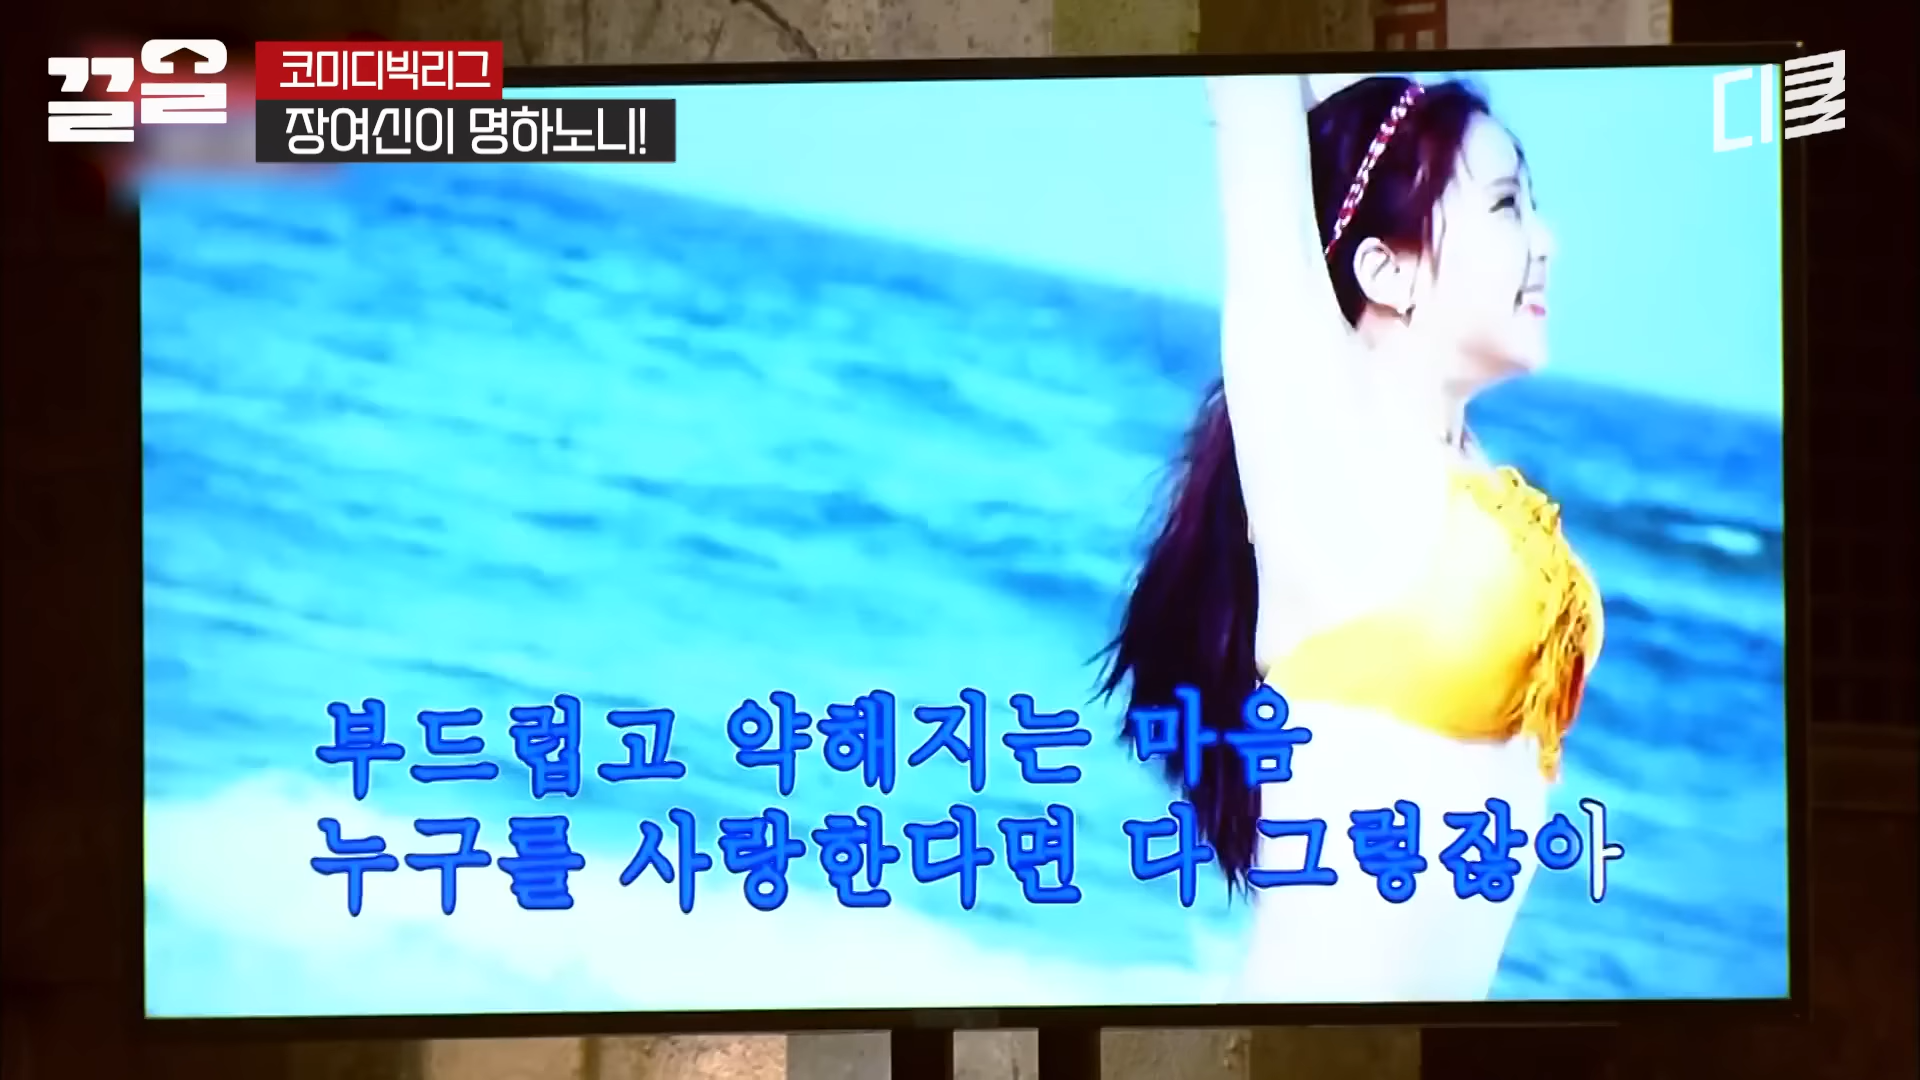 끌올
코미디빅리그
장여신이 명하노니!
디글
부드럽고 약해지는 마음
누구를 사랑한다면 다 그렇잖아